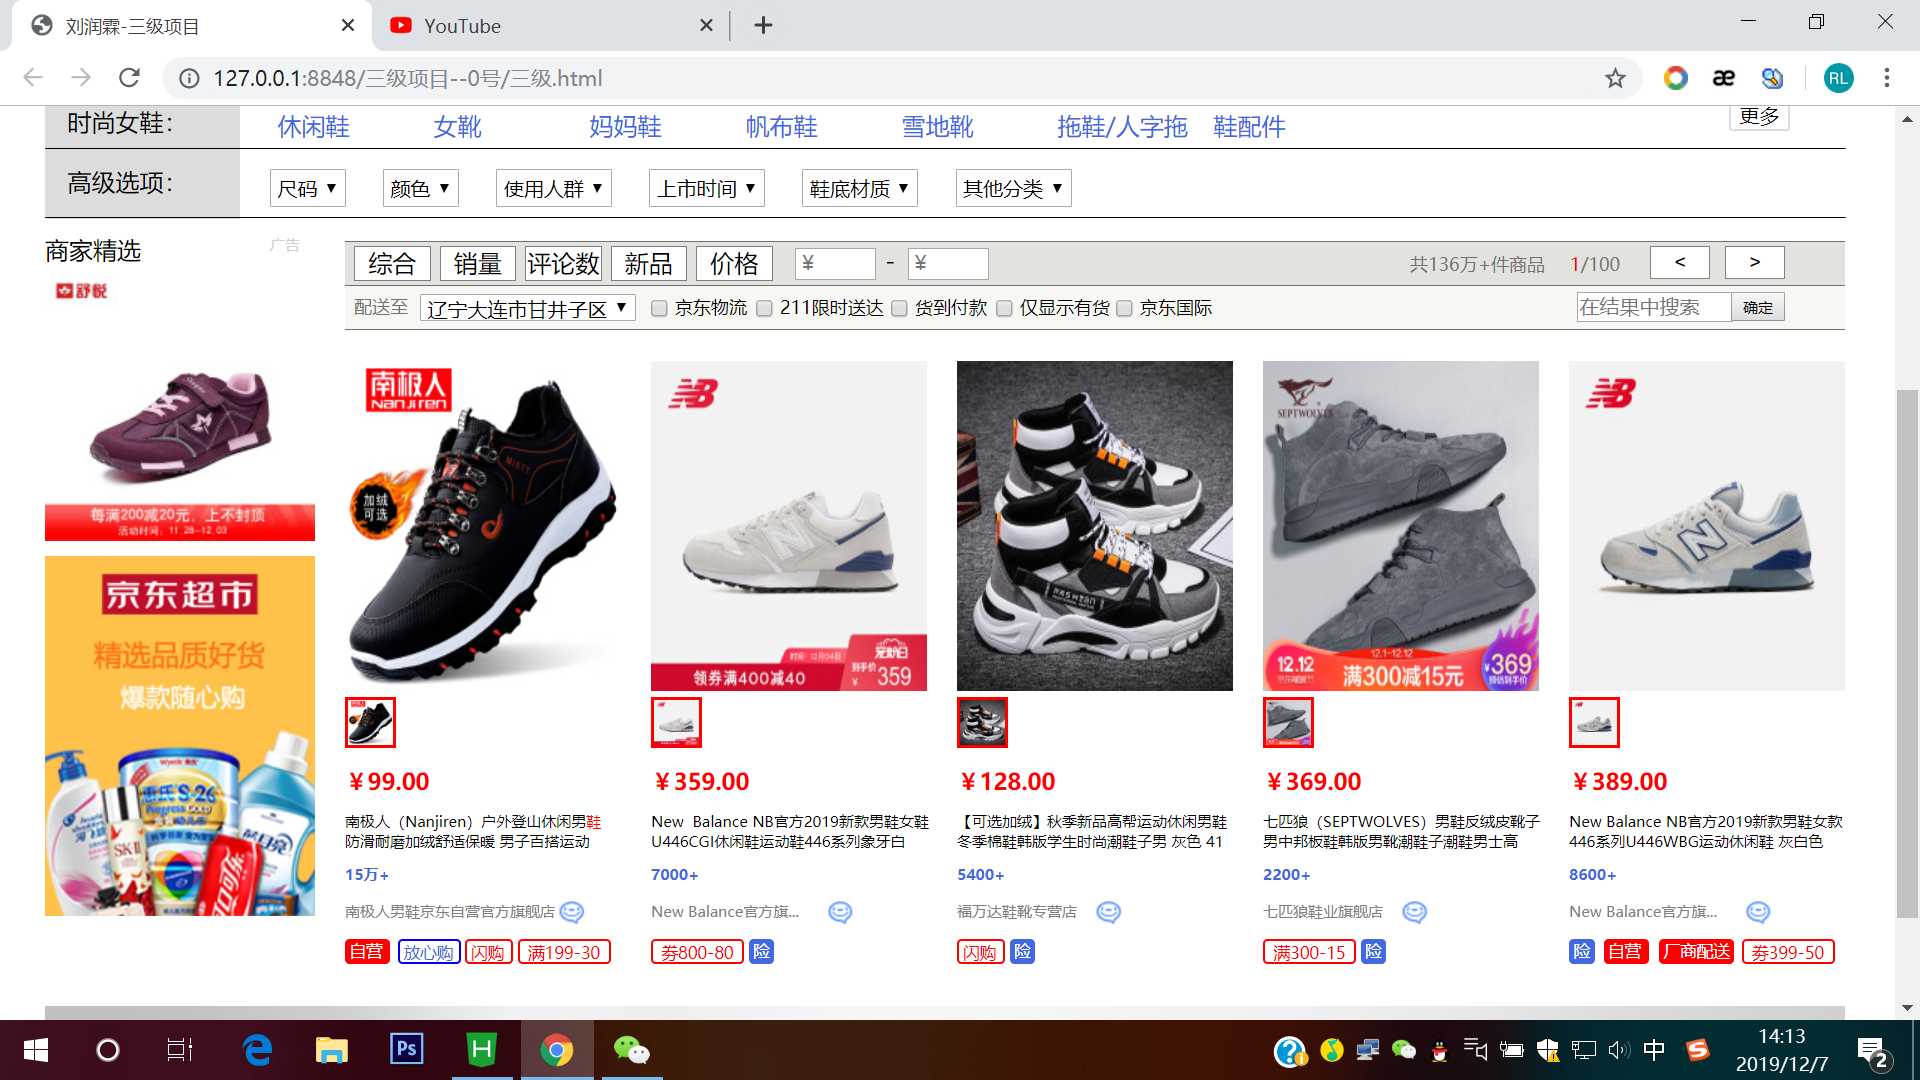 刘润霖-三级项目
YouTube
127.0.0.1:8848/三级项目--0号/三级.html
RL
时尚女鞋：
休闲鞋 女靴 妈妈鞋 帆布鞋 雪地靴 拖鞋/人字拖 鞋配件
更多
高级选项：
尺码 颜色 使用人群 上市时间 鞋底材质 其他分类
商家精选
广告
综合 销量 评论数 新品 价格 ¥ - ¥
共136万+件商品 1/100 < >
配送至 辽宁大连市甘井子区 京东物流 211限时送达 货到付款 仅显示有货 京东国际
在结果中搜索 确定
舒悦
每满200减20元，上不封顶
活动时间：11.28-12.03
京东超市
精选品质好货
爆款随心购
S-26
SK-II
南极人
Nanjiren
加绒
可选
时间：12月04日
领券满400减40
到手价
¥ 359
SEPTWOLVES
12.12
12.1-12.12
满300减15元
¥369
￥99.00
南极人（Nanjiren）户外登山休闲男鞋
防滑耐磨加绒舒适保暖 男子百搭运动
15万+
南极人男鞋京东自营官方旗舰店
自营 放心购 闪购 满199-30
￥359.00
New Balance NB官方2019新款男鞋女鞋
U446CGI休闲鞋运动鞋446系列象牙白
7000+
New Balance官方旗...
劵800-80 险
￥128.00
【可选加绒】秋季新品高帮运动休闲男鞋
冬季棉鞋韩版学生时尚潮鞋子男 灰色 41
5400+
福万达鞋靴专营店
闪购 险
￥369.00
七匹狼（SEPTWOLVES）男鞋反绒皮靴子
男中邦板鞋韩版男靴潮鞋子潮鞋男士高
2200+
七匹狼鞋业旗舰店
满300-15 险
￥389.00
New Balance NB官方2019新款男鞋女款
446系列U446WBG运动休闲鞋 灰白色
8600+
New Balance官方旗...
险 自营 厂商配送 劵399-50
Ps
中
14:13
2019/12/7
2